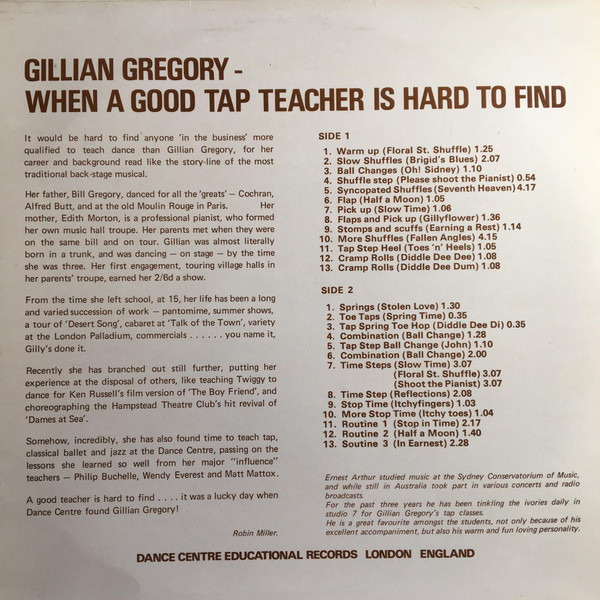 GILLIAN GREGORY -
WHEN A GOOD TAP TEACHER IS HARD TO FIND
It would be hard to find anyone 'in the business' more
qualified to teach dance than Gillian Gregory, for her
career and background read like the story-line of the most
traditional back-stage musical.
Her father, Bill Gregory, danced for all the 'greats' — Cochran,
Alfred Butt, and at the old Moulin Rouge in Paris. Her
mother, Edith Morton, is a professional pianist, who formed
her own music hall troupe. Her parents met when they were
on the same bill and on tour. Gillian was almost literally
born in a trunk, and was dancing — on stage — by the time
she was three. Her first engagement, touring village halls in
her parents' troupe, earned her 2/6d a show.
From the time she left school, at 15, her life has been a long
and varied succession of work — pantomime, summer shows,
a tour of 'Desert Song', cabaret at 'Talk of the Town', variety
at the London Palladium, commercials . . . . . . you name it,
Gilly's done it.
Recently she has branched out still further, putting her
experience at the disposal of others, like teaching Twiggy to
dance for Ken Russell's film version of 'The Boy Friend', and
choreographing the Hampstead Theatre Club's hit revival of
'Dames at Sea'.
Somehow, incredibly, she has also found time to teach tap,
classical ballet and jazz at the Dance Centre, passing on the
lessons she learned so well from her major "influence"
teachers — Philip Buchelle, Wendy Everest and Matt Mattox.
A good teacher is hard to find . . . . it was a lucky day when
Dance Centre found Gillian Gregory!
Robin Miller.
SIDE 1
1. Warm up (Floral St. Shuffle) 1.25
2. Slow Shuffles (Brigid's Blues) 2.07
3. Ball Changes (Oh! Sidney) 1.10
4. Shuffle step (Please shoot the Pianist) 0.54
5. Syncopated Shuffles (Seventh Heaven) 4.17
6. Flap (Half a Moon) 1.05
7. Pick up (Slow Time) 1.06
8. Flaps and Pick up (Gillyflower) 1.36
9. Stomps and scuffs (Earning a Rest) 1.14
10. More Shuffles (Fallen Angles) 4.15
11. Tap Step Heel (Toes 'n' Heels) 1.05
12. Cramp Rolls (Diddle Dee Dee) 1.08
13. Cramp Rolls (Diddle Dee Dum) 1.08
SIDE 2
1. Springs (Stolen Love) 1.30
2. Toe Taps (Spring Time) 0.35
3. Tap Spring Toe Hop (Diddle Dee Di) 0.35
4. Combination (Ball Change) 1.28
5. Tap Step Ball Change (John) 1.10
6. Combination (Ball Change) 2.00
7. Time Steps (Slow Time) 3.07
(Floral St. Shuffle) 3.07
(Shoot the Pianist) 3.07
8. Time Step (Reflections) 2.08
9. Stop Time (Itchyfingers) 1.03
10. More Stop Time (Itchy toes) 1.04
11. Routine 1 (Stop in Time) 2.17
12. Routine 2 (Half a Moon) 1.40
13. Soutine 3 (In Earnest) 2.28
Ernest Arthur studied music at the Sydney Conservatorium of Music,
and while still in Australia took part in various concerts and radio
broadcasts.
For the past three years he has been tinkling the ivories daily in
studio 7 for Gillian Gregory's tap classes.
He is a great favourite amongst the students, not only because of his
excellent accompaniment, but also his warm and fun loving personality.
DANCE CENTRE EDUCATIONAL RECORDS LONDON ENGLAND